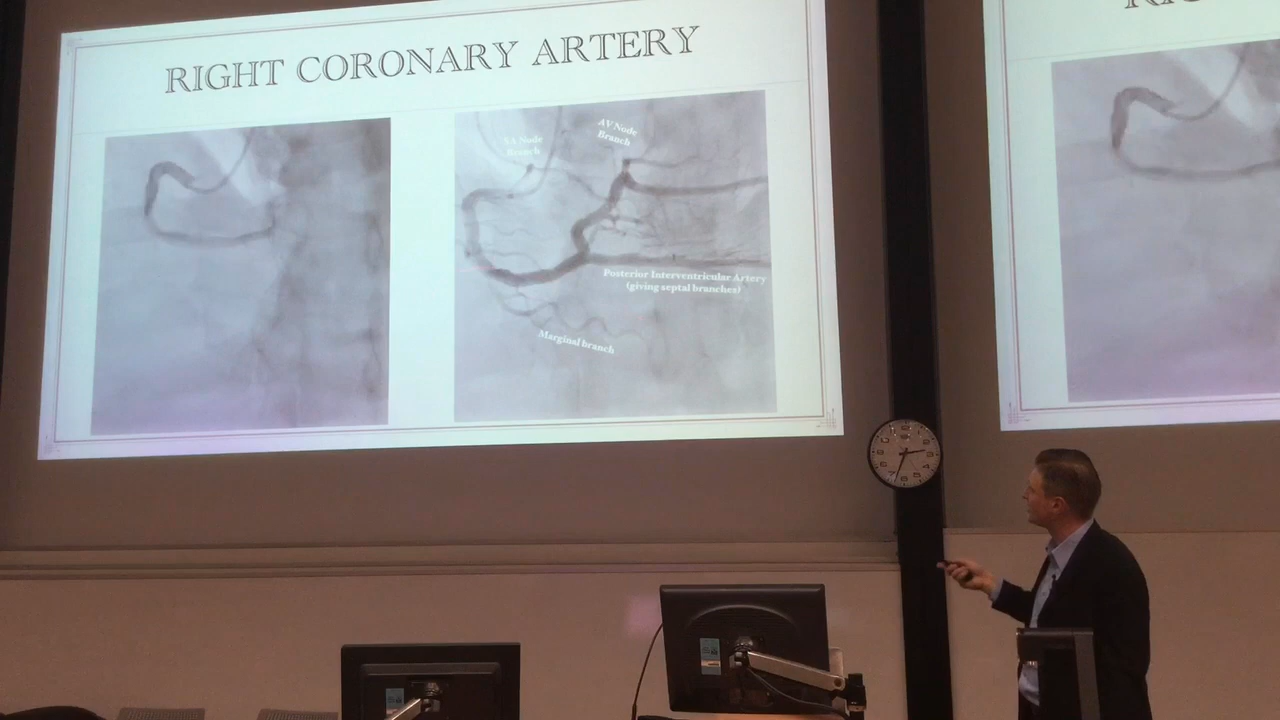 RIGHT CORONARY ARTERY
SA Node
Branch
AV Node
Branch
Posterior Interventricular Artery
(giving septal branches)
Marginal branch